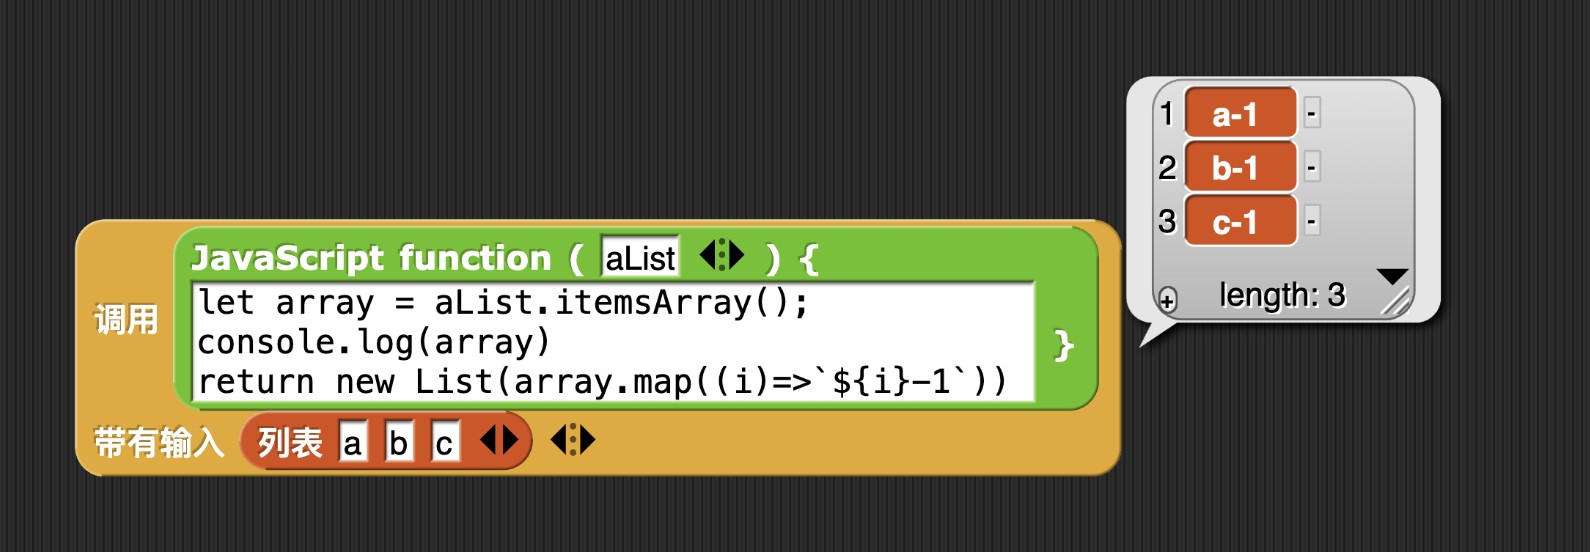 JavaScript function ( aList ) {
调用
let array = aList.itemsArray();
console.log(array)
return new List(array.map((i)=>`${i}-1`))
}
带有输入 列表 a b c
1 a-1 -
2 b-1 -
3 c-1 -
+ length: 3